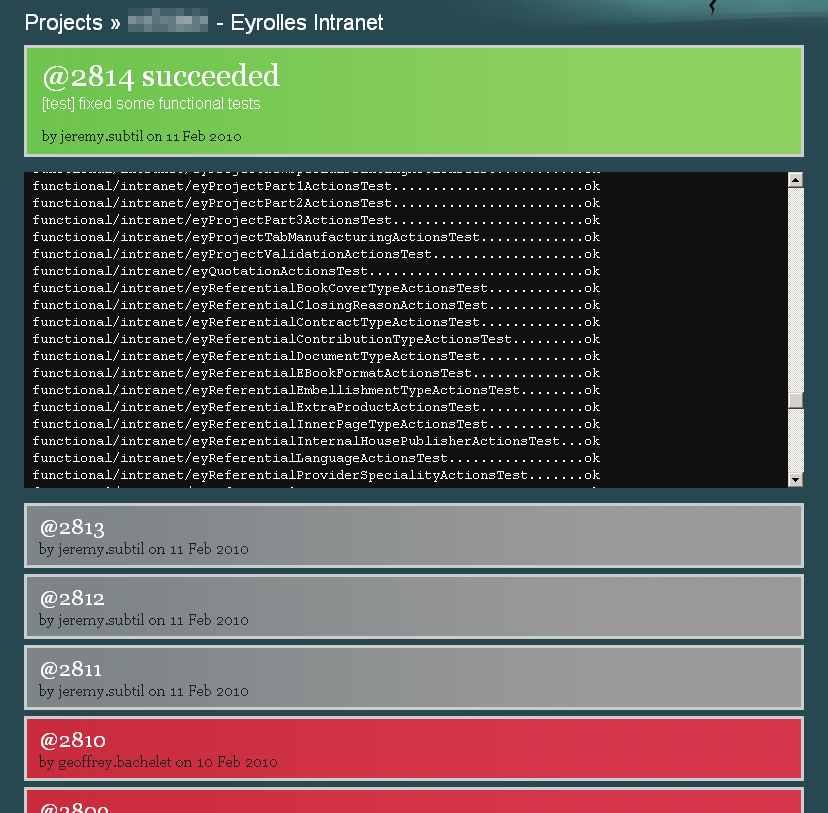 Projects » - Eyrolles Intranet
@2814 succeeded
[test] fixed some functional tests
by jeremy.subtil on 11 Feb 2010
functional/intranet/eyProjectPart1ActionsTest........................ok
functional/intranet/eyProjectPart2ActionsTest........................ok
functional/intranet/eyProjectPart3ActionsTest........................ok
functional/intranet/eyProjectTabManufacturingActionsTest.............ok
functional/intranet/eyProjectValidationActionsTest...................ok
functional/intranet/eyQuotationActionsTest...........................ok
functional/intranet/eyReferentialBookCoverTypeActionsTest............ok
functional/intranet/eyReferentialClosingReasonActionsTest............ok
functional/intranet/eyReferentialContractTypeActionsTest.............ok
functional/intranet/eyReferentialContributionTypeActionsTest.........ok
functional/intranet/eyReferentialDocumentTypeActionsTest.............ok
functional/intranet/eyReferentialEBookFormatActionsTest..............ok
functional/intranet/eyReferentialEmbellishmentTypeActionsTest........ok
functional/intranet/eyReferentialExtraProductActionsTest.............ok
functional/intranet/eyReferentialInnerPageTypeActionsTest............ok
functional/intranet/eyReferentialInternalHousePublisherActionsTest...ok
functional/intranet/eyReferentialLanguageActionsTest.................ok
functional/intranet/eyReferentialProviderSpecialityActionsTest.......ok
@2813
by jeremy.subtil on 11 Feb 2010
@2812
by jeremy.subtil on 11 Feb 2010
@2811
by jeremy.subtil on 11 Feb 2010
@2810
by geoffrey.bachelet on 10 Feb 2010
@2809